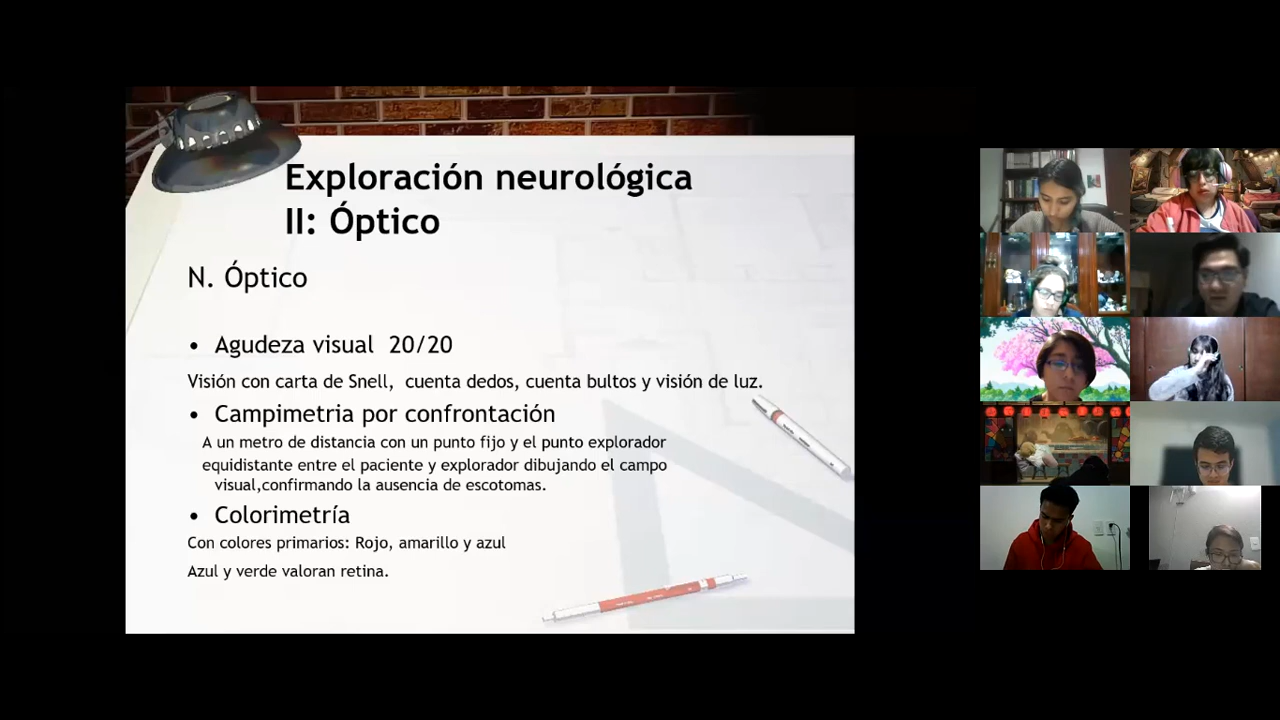 Exploración neurológica
II: Óptico
N. Óptico
• Agudeza visual 20/20
Visión con carta de Snell, cuenta dedos, cuenta bultos y visión de luz.
• Campimetria por confrontación
A un metro de distancia con un punto fijo y el punto explorador
equidistante entre el paciente y explorador dibujando el campo
visual,confirmando la ausencia de escotomas.
• Colorimetría
Con colores primarios: Rojo, amarillo y azul
Azul y verde valoran retina.